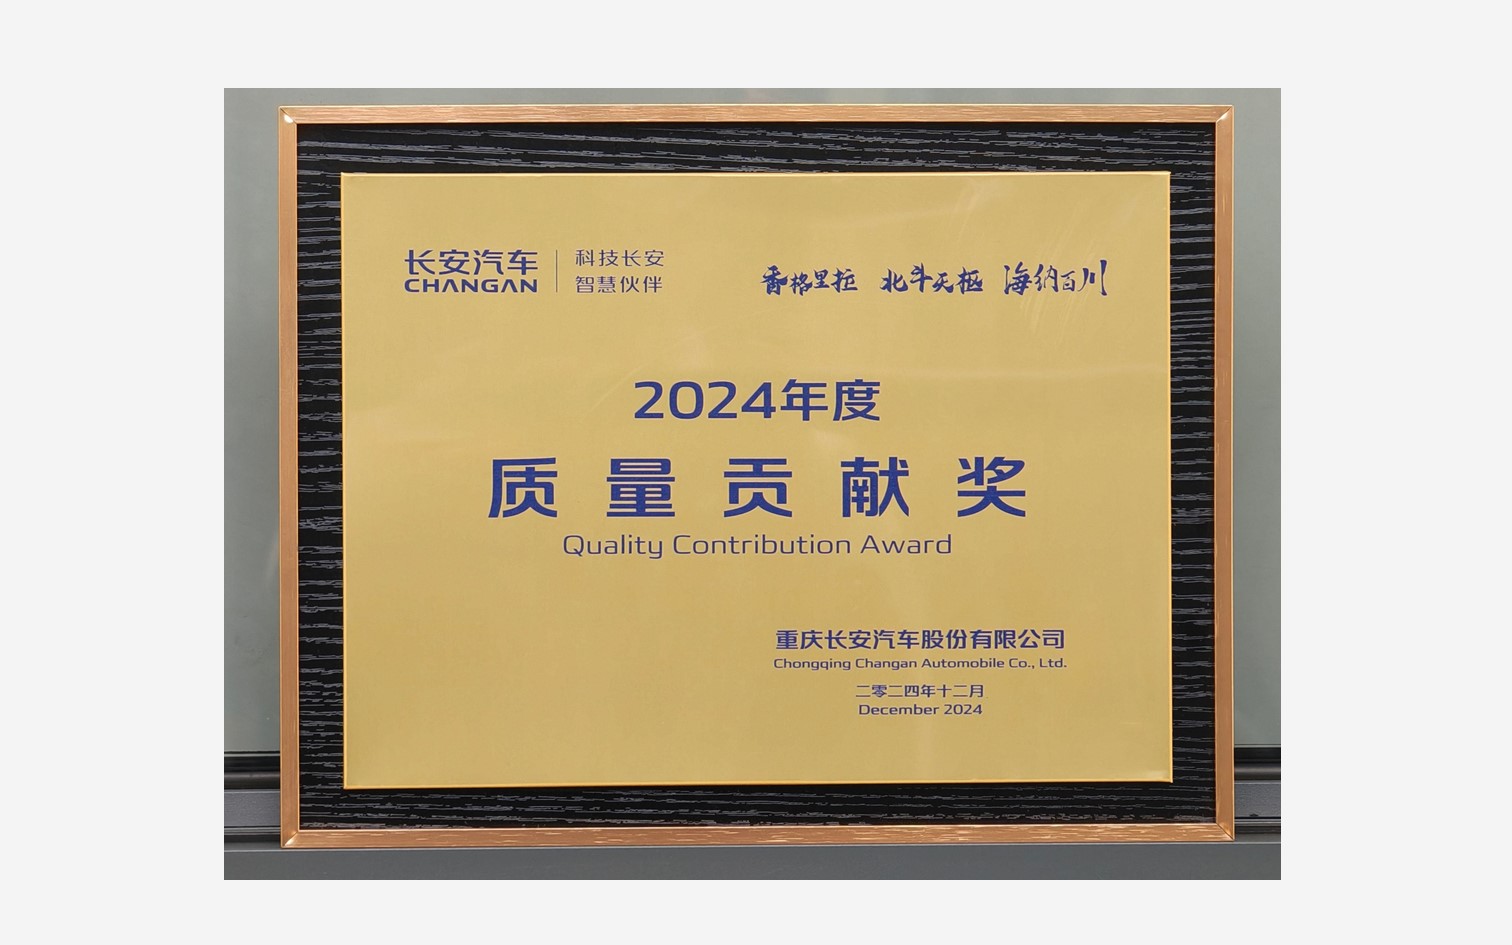 长安汽车
CHANGAN
科技长安
智慧伙伴
香格里拉 北斗天枢 海纳百川
2024年度
质量贡献奖
Quality Contribution Award
重庆长安汽车股份有限公司
Chongqing Changan Automobile Co., Ltd.
二零二四年十二月
December 2024